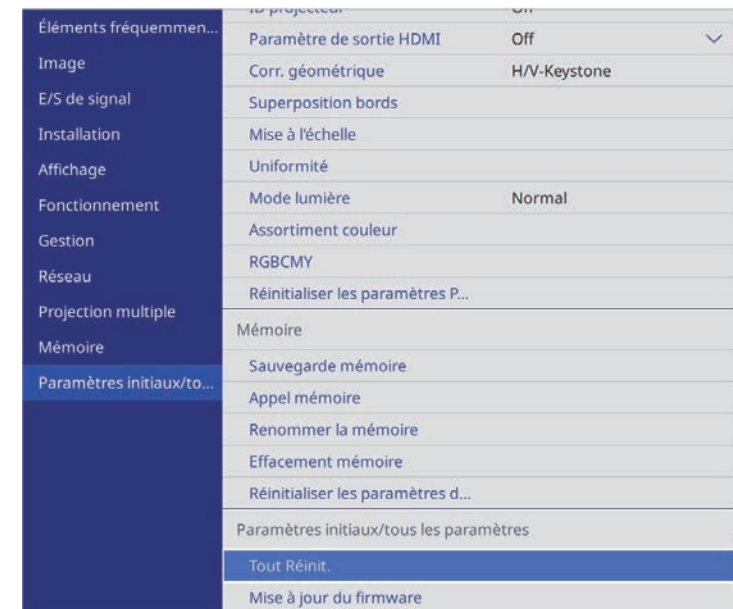 Éléments fréquemmen...
Image
E/S de signal
Installation
Affichage
Fonctionnement
Gestion
Réseau
Projection multiple
Mémoire
Paramètres initiaux/to...
Paramètre de sortie HDMI Off
Corr. géométrique H/V-Keystone
Superposition bords
Mise à l'échelle
Uniformité
Mode lumière Normal
Assortiment couleur
RGBCMY
Réinitialiser les paramètres P...
Mémoire
Sauvegarde mémoire
Appel mémoire
Renommer la mémoire
Effacement mémoire
Réinitialiser les paramètres d...
Paramètres initiaux/tous les paramètres
Tout Réinit.
Mise à jour du firmware